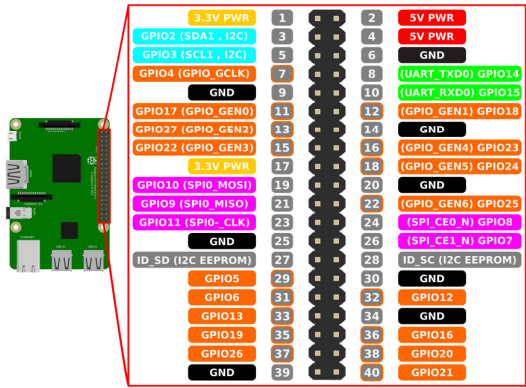 3.3V PWR 1 2 5V PWR
GPIO2 (SDA1 , I2C) 3 4 5V PWR
GPIO3 (SCL1 , I2C) 5 6 GND
GPIO4 (GPIO_GCLK) 7 8 (UART_TXD0) GPIO14
GND 9 10 (UART_RXD0) GPIO15
GPIO17 (GPIO_GEN0) 11 12 (GPIO_GEN1) GPIO18
GPIO27 (GPIO_GEN2) 13 14 GND
GPIO22 (GPIO_GEN3) 15 16 (GPIO_GEN4) GPIO23
3.3V PWR 17 18 (GPIO_GEN5) GPIO24
GPIO10 (SPI0_MOSI) 19 20 GND
GPIO9 (SPI0_MISO) 21 22 (GPIO_GEN6) GPIO25
GPIO11 (SPI0-_CLK) 23 24 (SPI_CE0_N) GPIO8
GND 25 26 (SPI_CE1_N) GPIO7
ID_SD (I2C EEPROM) 27 28 ID_SC (I2C EEPROM)
GPIO5 29 30 GND
GPIO6 31 32 GPIO12
GPIO13 33 34 GND
GPIO19 35 36 GPIO16
GPIO26 37 38 GPIO20
GND 39 40 GPIO21